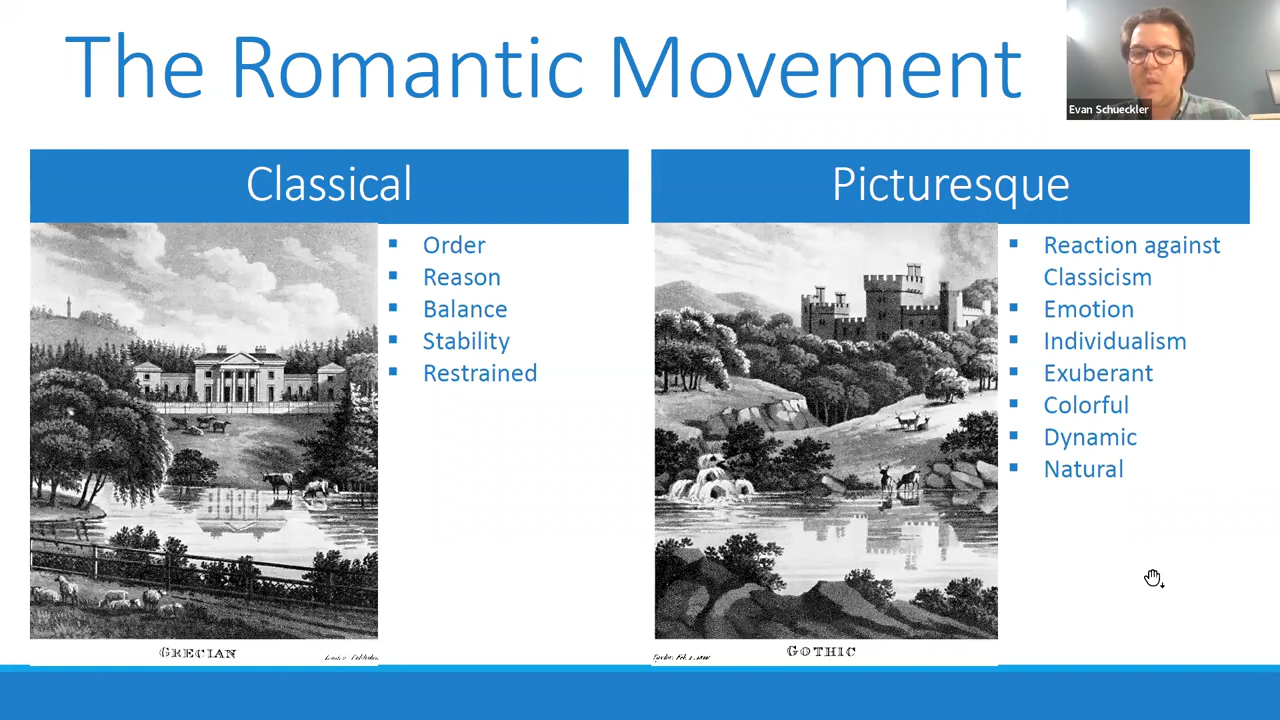 The Romantic Movement
Evan Schueckler
Classical
Order
Reason
Balance
Stability
Restrained
GRECIAN
Picturesque
Reaction against
Classicism
Emotion
Individualism
Exuberant
Colorful
Dynamic
Natural
GOTHIC